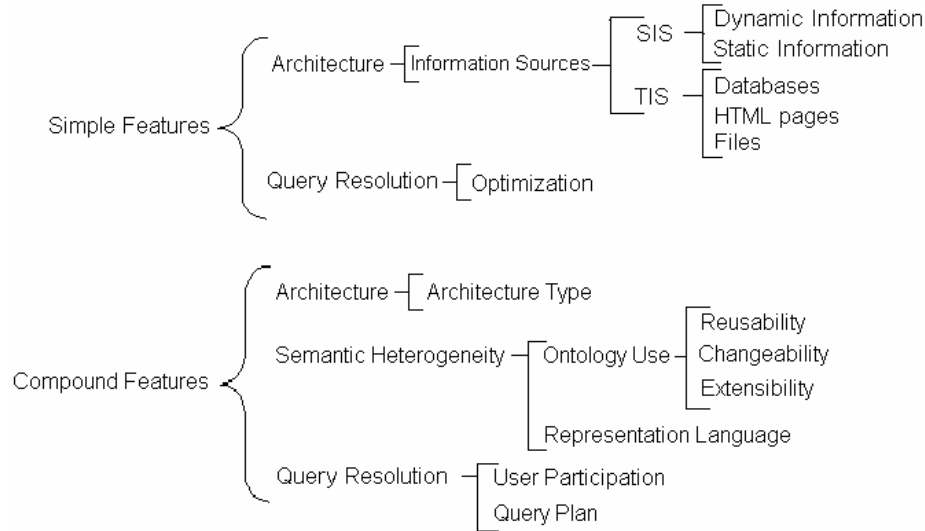 Simple Features
Architecture
Information Sources
SIS
Dynamic Information
Static Information
TIS
Databases
HTML pages
Files
Query Resolution
Optimization
Compound Features
Architecture
Architecture Type
Semantic Heterogeneity
Ontology Use
Reusability
Changeability
Extensibility
Representation Language
Query Resolution
User Participation
Query Plan